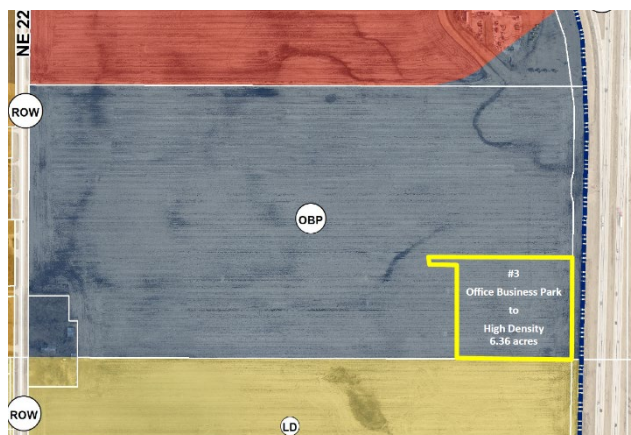 NE 22
ROW
OBP
#3
Office Business Park
to
High Density
6.36 acres
ROW
LD